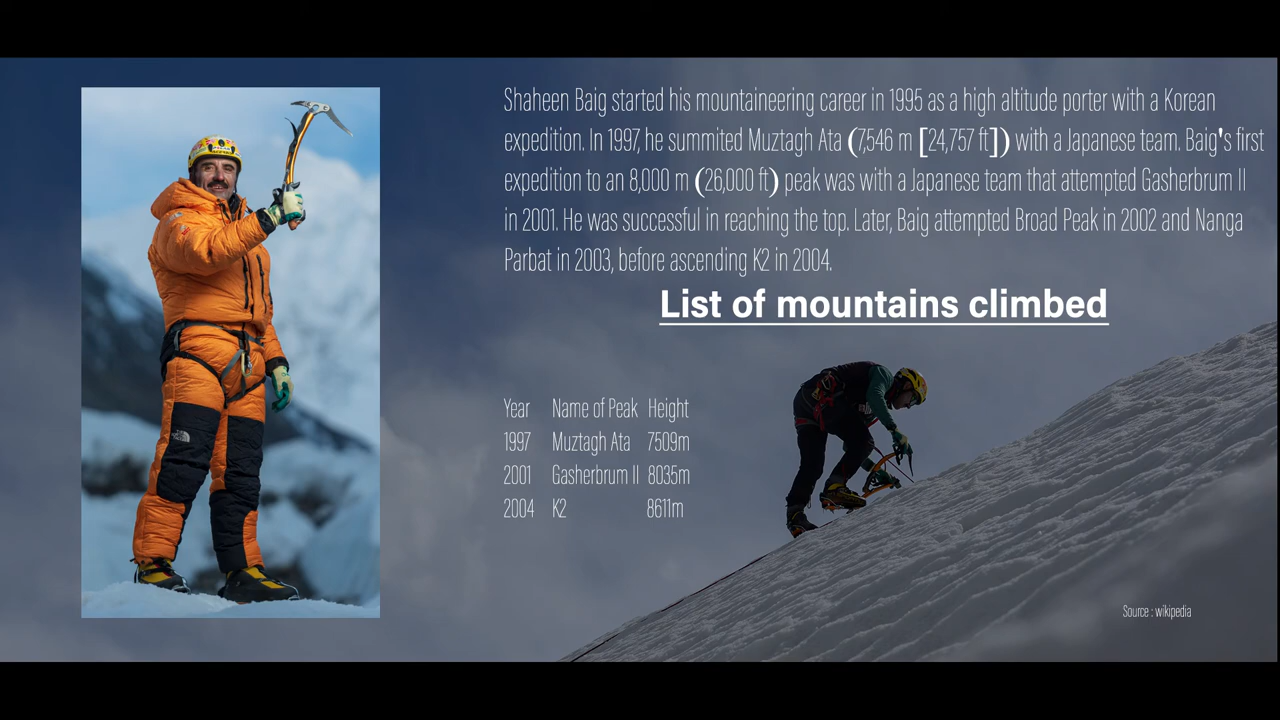 Shaheen Baig started his mountaineering career in 1995 as a high altitude porter with a Korean
expedition. In 1997, he summited Muztagh Ata (7,546 m [24,757 ft]) with a Japanese team. Baig's first
expedition to an 8,000 m (26,000 ft) peak was with a Japanese team that attempted Gasherbrum II
in 2001. He was successful in reaching the top. Later, Baig attempted Broad Peak in 2002 and Nanga
Parbat in 2003, before ascending K2 in 2004.
List of mountains climbed
Year Name of Peak Height
1997 Muztagh Ata 7509m
2001 Gasherbrum II 8035m
2004 K2 8611m
Source : wikipedia